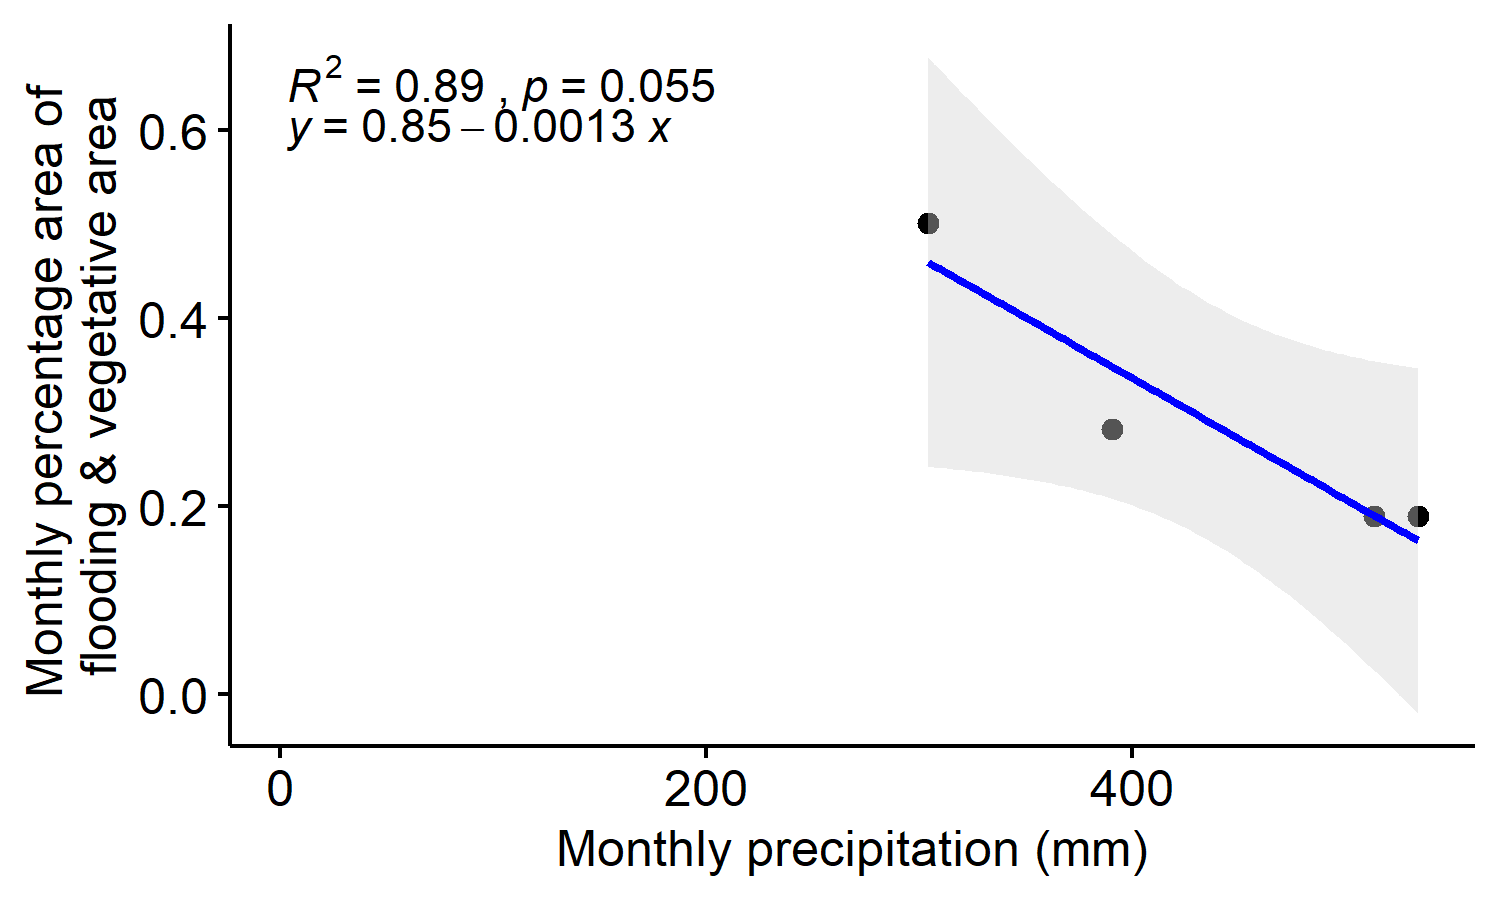 R² = 0.89 , p = 0.055
y = 0.85 – 0.0013 x
Monthly percentage area of
flooding & vegetative area
0.6
0.4
0.2
0.0
0
200
400
Monthly precipitation (mm)